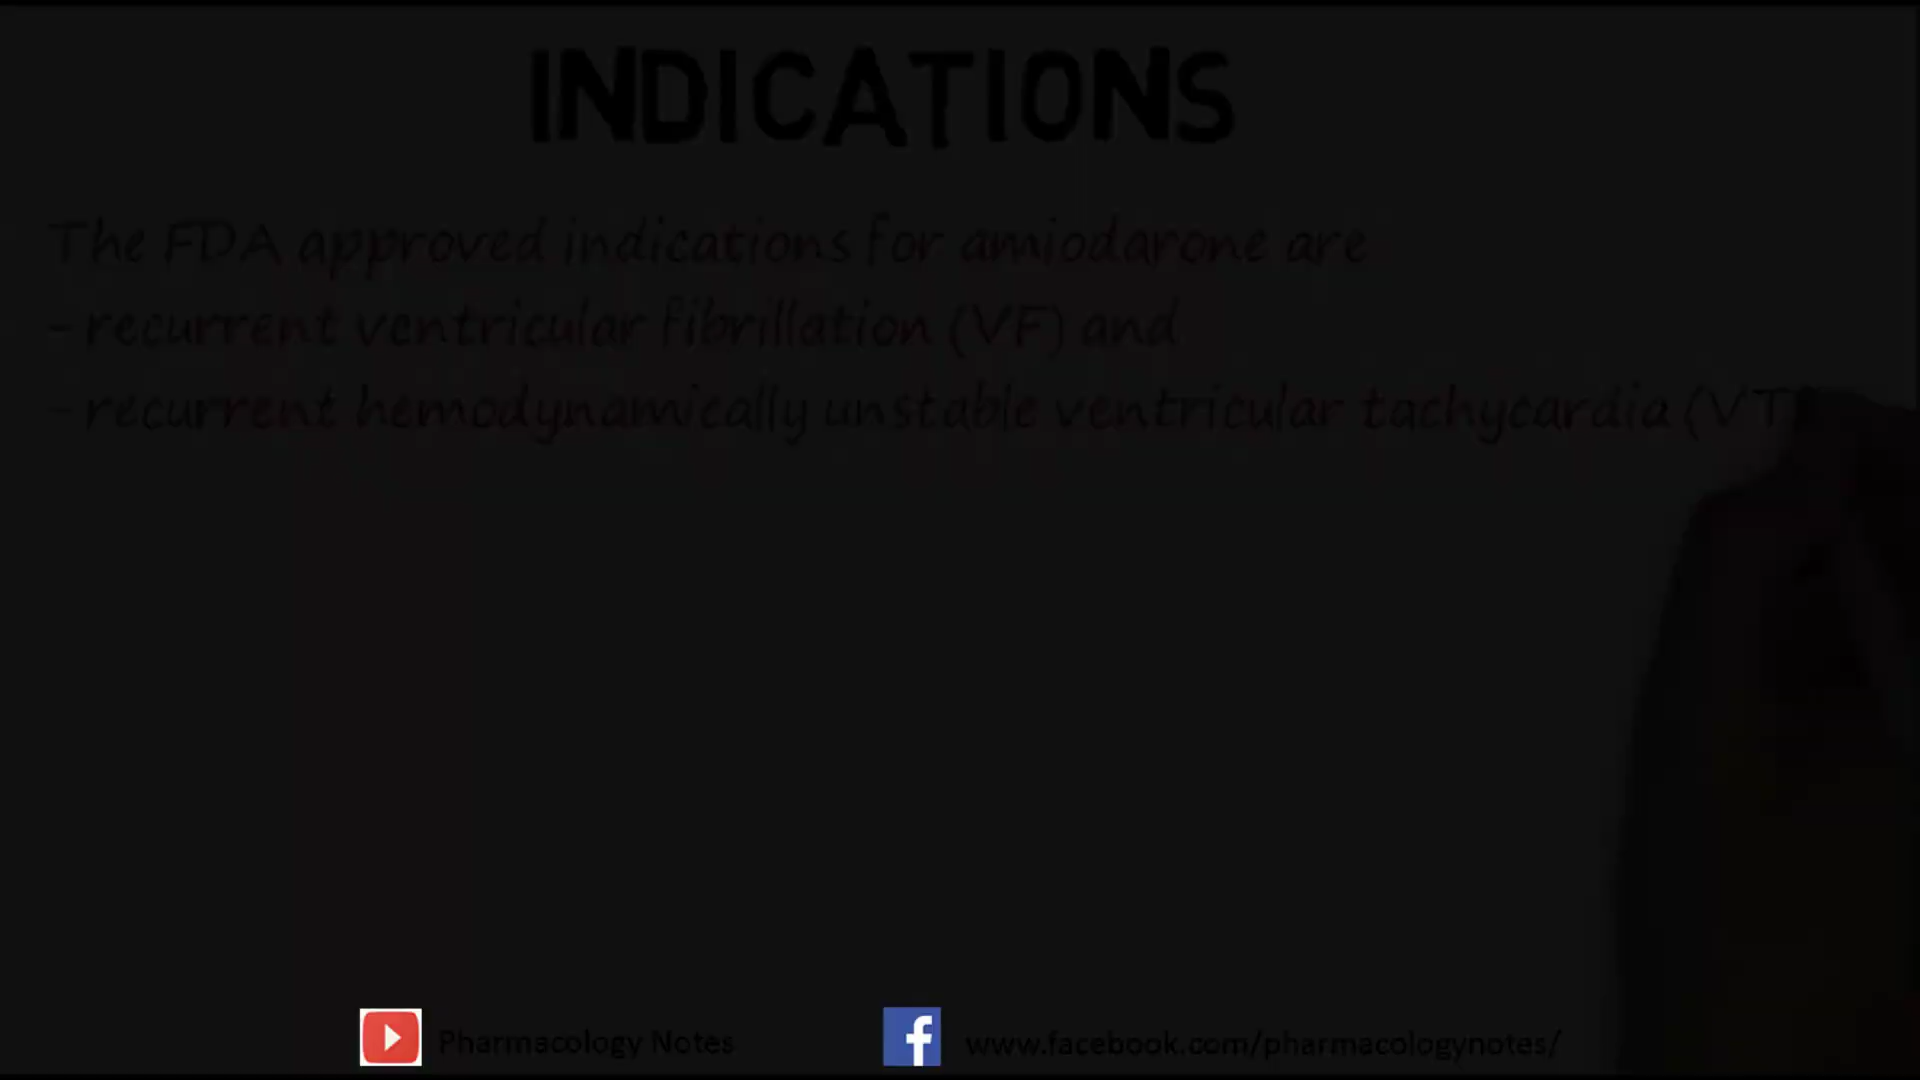 INDICATIONS
The FDA approved indications for amiodarone are
- recurrent ventricular fibrillation (VF) and
- recurrent hemodynamically unstable ventricular tachycardia (VT)
Pharmacology Notes
www.facebook.com/pharmacologynotes/